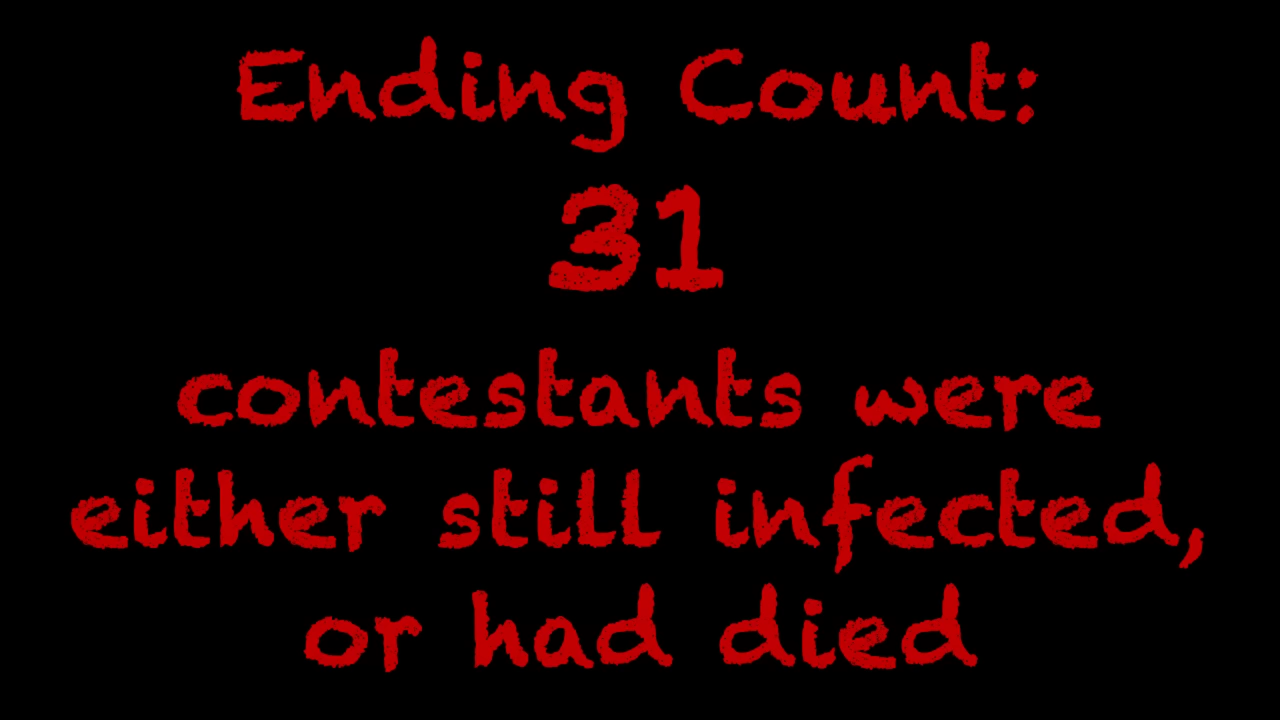 Ending Count:
31
contestants were
either still infected,
or had died